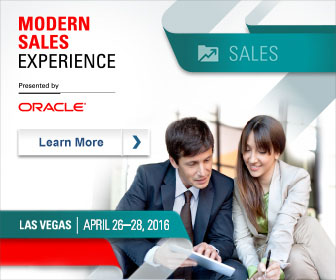 MODERN
SALES
EXPERIENCE
Presented by
ORACLE®
Learn More
SALES
LAS VEGAS | APRIL 26–28, 2016